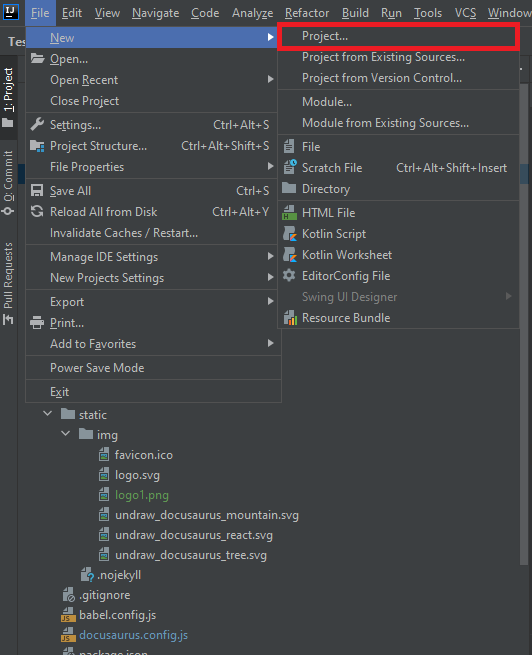 IJ File Edit View Navigate Code Analyze Refactor Build Run Tools VCS Window
Te
New
Open...
Open Recent
Close Project
Settings... Ctrl+Alt+S
Project Structure... Ctrl+Alt+Shift+S
File Properties
Save All Ctrl+S
Reload All from Disk Ctrl+Alt+Y
Invalidate Caches / Restart...
Manage IDE Settings
New Projects Settings
Export
Print...
Add to Favorites
Power Save Mode
Exit
Project...
Project from Existing Sources...
Project from Version Control...
Module...
Module from Existing Sources...
File
Scratch File Ctrl+Alt+Shift+Insert
Directory
HTML File
Kotlin Script
Kotlin Worksheet
EditorConfig File
Swing UI Designer
Resource Bundle
1: Project
0: Commit
Pull Requests
static
img
favicon.ico
logo.svg
logo1.png
undraw_docusaurus_mountain.svg
undraw_docusaurus_react.svg
undraw_docusaurus_tree.svg
.nojekyll
.gitignore
babel.config.js
docusaurus.config.js
package.json